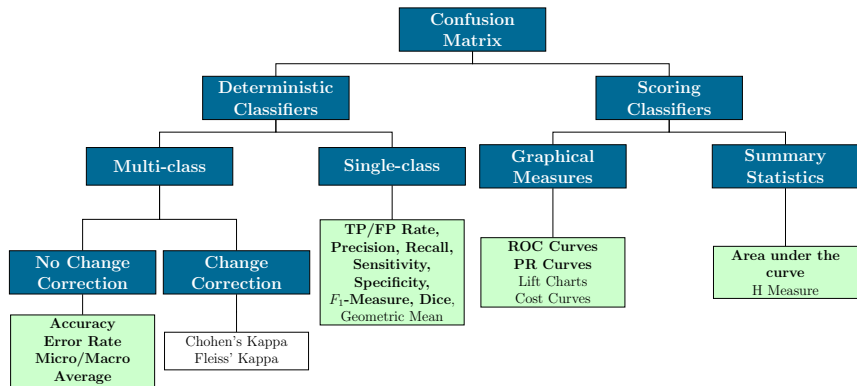 Confusion
Matrix
Deterministic
Classifiers
Scoring
Classifiers
Multi-class
Single-class
Graphical
Measures
Summary
Statistics
No Change
Correction
Change
Correction
TP/FP Rate,
Precision, Recall,
Sensitivity,
Specificity,
F₁-Measure, Dice,
Geometric Mean
ROC Curves
PR Curves
Lift Charts
Cost Curves
Area under the
curve
H Measure
Accuracy
Error Rate
Micro/Macro
Average
Chohen's Kappa
Fleiss' Kappa